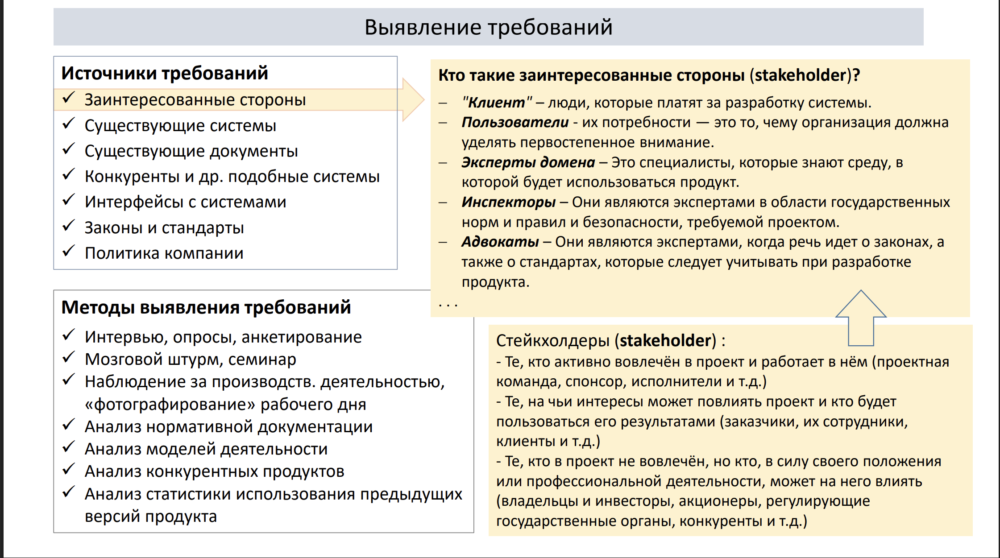 Выявление требований
Источники требований
✓ Заинтересованные стороны
✓ Существующие системы
✓ Существующие документы
✓ Конкуренты и др. подобные системы
✓ Интерфейсы с системами
✓ Законы и стандарты
✓ Политика компании
Кто такие заинтересованные стороны (stakeholder)?
– "Клиент" – люди, которые платят за разработку системы.
– Пользователи - их потребности — это то, чему организация должна
уделять первостепенное внимание.
– Эксперты домена – Это специалисты, которые знают среду, в
которой будет использоваться продукт.
– Инспекторы – Они являются экспертами в области государственных
норм и правил и безопасности, требуемой проектом.
– Адвокаты – Они являются экспертами, когда речь идет о законах, а
также о стандартах, которые следует учитывать при разработке
продукта.
. . .
Методы выявления требований
✓ Интервью, опросы, анкетирование
✓ Мозговой штурм, семинар
✓ Наблюдение за производств. деятельностью,
«фотографирование» рабочего дня
✓ Анализ нормативной документации
✓ Анализ моделей деятельности
✓ Анализ конкурентных продуктов
✓ Анализ статистики использования предыдущих
версий продукта
Стейкхолдеры (stakeholder) :
- Те, кто активно вовлечён в проект и работает в нём (проектная
команда, спонсор, исполнители и т.д.)
- Те, на чьи интересы может повлиять проект и кто будет
пользоваться его результатами (заказчики, их сотрудники,
клиенты и т.д.)
- Те, кто в проект не вовлечён, но кто, в силу своего положения
или профессиональной деятельности, может на него влиять
(владельцы и инвесторы, акционеры, регулирующие
государственные органы, конкуренты и т.д.)